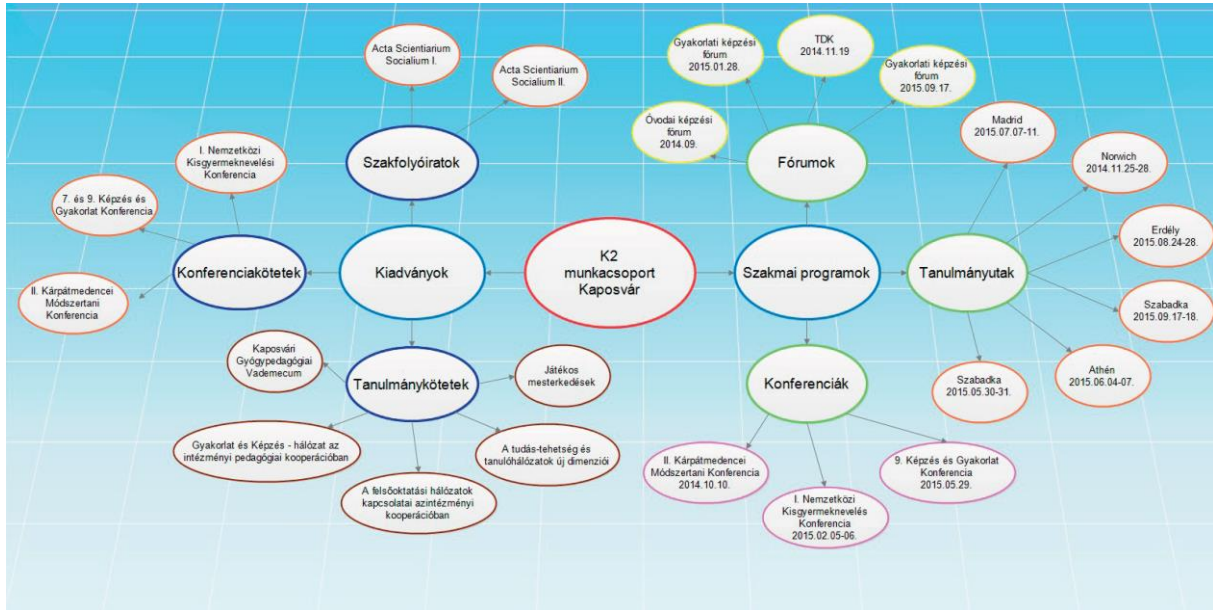 Acta Scientiarium
Socialium I.
Acta Scientiarium
Socialium II.
Szakfolyóiratok
I. Nemzetközi
Kisgyermeknevelési
Konferencia
7. és 9. Képzés és
Gyakorlat Konferencia
II. Kárpátmedencei
Módszertani
Konferencia
Konferenciakötetek
Kiadványok
Kaposvári
Gyógypedagógiai
Vademecum
Tanulmánykötetek
Játékos
mesterkedések
Gyakorlat és Képzés - hálózat az
intézményi pedagógiai kooperációban
A felsőoktatási hálózatok
kapcsolatai azintézményi
kooperációban
A tudás-tehetség és
tanulóhálózatok új dimenziói
K2
munkacsoport
Kaposvár
Gyakorlati képzési
fórum
2015.01.28.
TDK
2014.11.19
Gyakorlati képzési
fórum
2015.09.17.
Óvodai képzési
fórum
2014.09.
Fórumok
Szakmai programok
Madrid
2015.07.07-11.
Norwich
2014.11.25-28.
Erdély
2015.08.24-28.
Tanulmányutak
Szabadka
2015.09.17-18.
Athén
2015.06.04-07.
Szabadka
2015.05.30-31.
Konferenciák
II. Kárpátmedencei
Módszertani Konferencia
2014.10.10.
I. Nemzetközi
Kisgyermeknevelés
Konferencia
2015.02.05-06.
9. Képzés és Gyakorlat
Konferencia
2015.05.29.